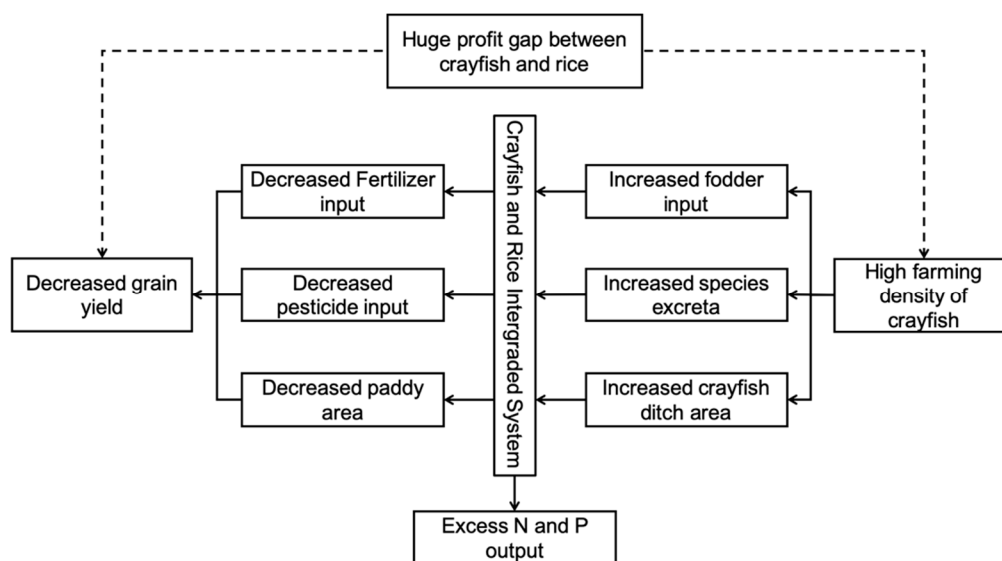 Huge profit gap between
crayfish and rice
Crayfish and Rice Intergraded System
Decreased Fertilizer
input
Increased fodder
input
Decreased grain
yield
Decreased
pesticide input
Increased species
excreta
High farming
density of
crayfish
Decreased paddy
area
Increased crayfish
ditch area
Excess N and P
output